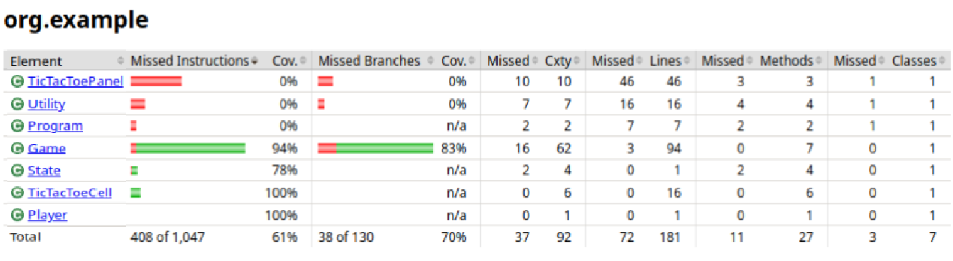 org.example
Element Missed Instructions Cov. Missed Branches Cov. Missed Cxty Missed Lines Missed Methods Missed Classes
TicTacToePanel 0% 0% 10 10 46 46 3 3 1 1
Utility 0% 0% 7 7 16 16 4 4 1 1
Program 0% n/a 2 2 7 7 2 2 1 1
Game 94% 83% 16 62 3 94 0 7 0 1
State 78% n/a 2 4 0 1 2 4 0 1
TicTacToeCell 100% n/a 0 6 0 16 0 6 0 1
Player 100% n/a 0 1 0 1 0 1 0 1
Total 408 of 1,047 61% 38 of 130 70% 37 92 72 181 11 27 3 7